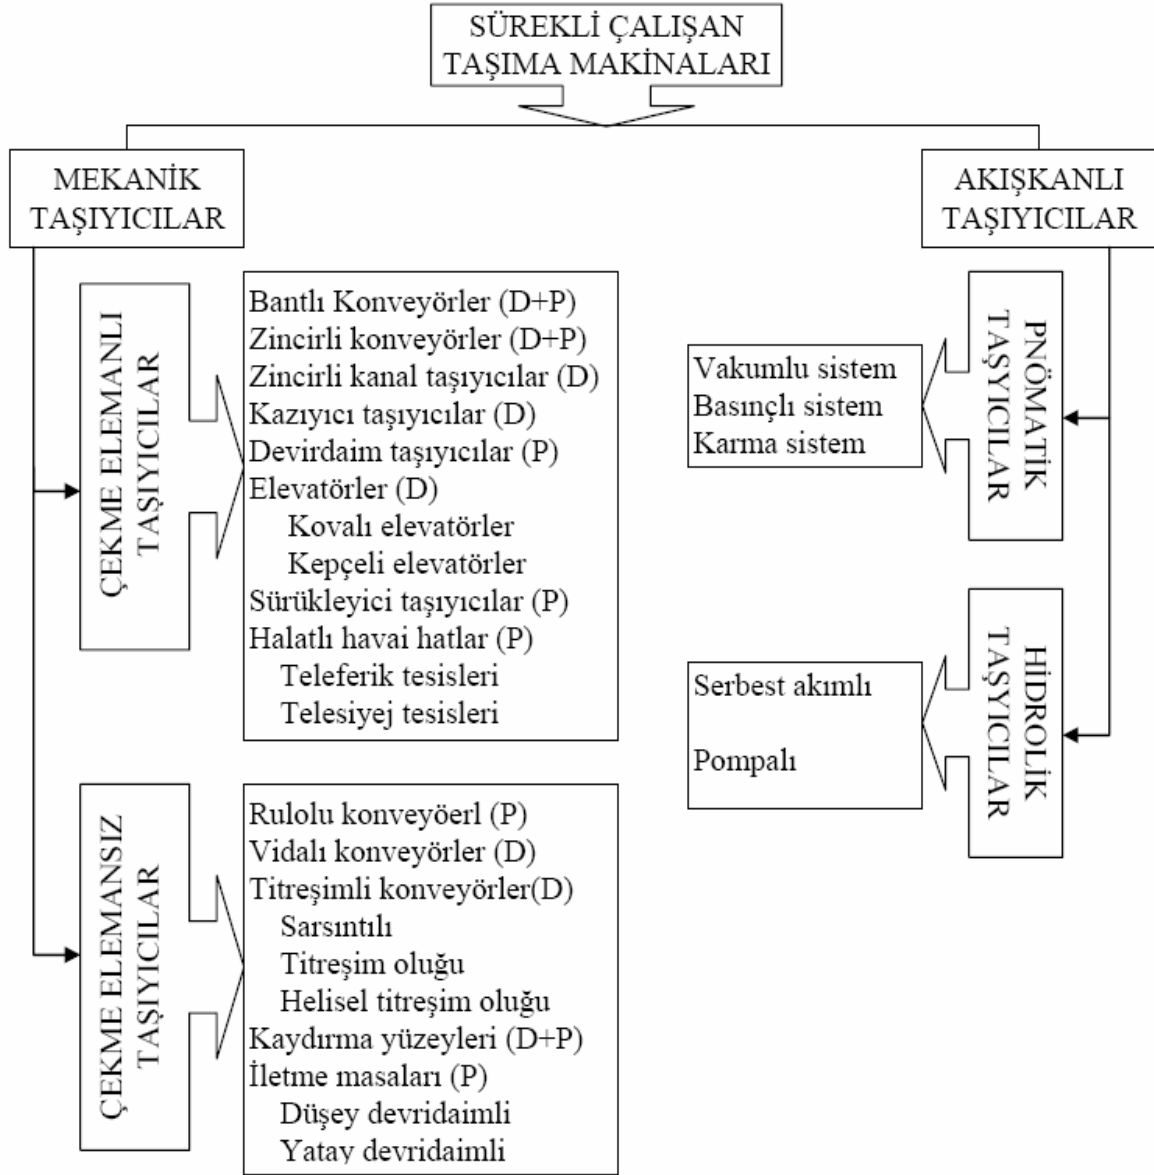 SÜREKLİ ÇALIŞAN
TAŞIMA MAKİNALARI
MEKANİK
TAŞIYICILAR
ÇEKME ELEMANLI
TAŞIYICILAR
Bantlı Konveyörler (D+P)
Zincirli konveyörler (D+P)
Zincirli kanal taşıyıcılar (D)
Kazıyıcı taşıyıcılar (D)
Devirdaim taşıyıcılar (P)
Elevatörler (D)
Kovalı elevatörler
Kepçeli elevatörler
Sürükleyici taşıyıcılar (P)
Halatlı havai hatlar (P)
Teleferik tesisleri
Telesiyej tesisleri
ÇEKME ELEMANSIZ
TAŞIYICILAR
Rulolu konveyöerl (P)
Vidalı konveyörler (D)
Titreşimli konveyörler(D)
Sarsıntılı
Titreşim oluğu
Helisel titreşim oluğu
Kaydırma yüzeyleri (D+P)
İletme masaları (P)
Düşey devridaimli
Yatay devridaimli
AKIŞKANLI
TAŞIYICILAR
PNÖMATİK
TAŞYICILAR
Vakumlu sistem
Basınçlı sistem
Karma sistem
HİDROLİK
TAŞYICILAR
Serbest akımlı
Pompalı